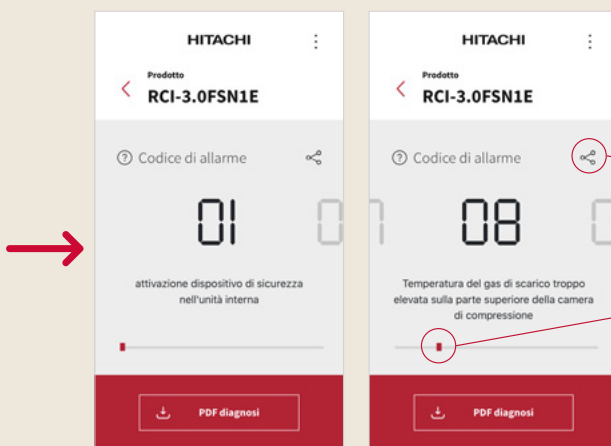 HITACHI
Prodotto
RCI-3.0FSN1E
Codice di allarme
01
attivazione dispositivo di sicurezza
nell'unità interna
PDF diagnosi
HITACHI
Prodotto
RCI-3.0FSN1E
Codice di allarme
08
Temperatura del gas di scarico troppo
elevata sulla parte superiore della camera
di compressione
PDF diagnosi